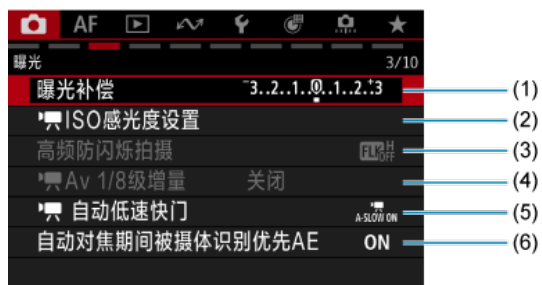 AF
曝光
3/10
曝光补偿 ⁻3..2..1..0..1..2.⁺3 (1)
ISO感光度设置 (2)
高频防闪烁拍摄 FLK H OFF (3)
Av 1/8级增量 关闭 (4)
自动低速快门 A-SLOW ON (5)
自动对焦期间被摄体识别优先AE ON (6)